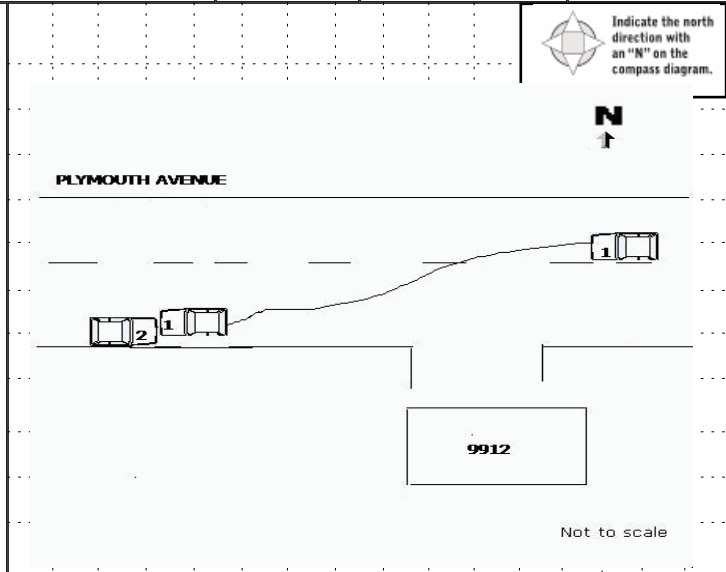 Indicate the north
direction with
an “N” on the
compass diagram.
N
PLYMOUTH AVENUE
1
1
2
9912
Not to scale